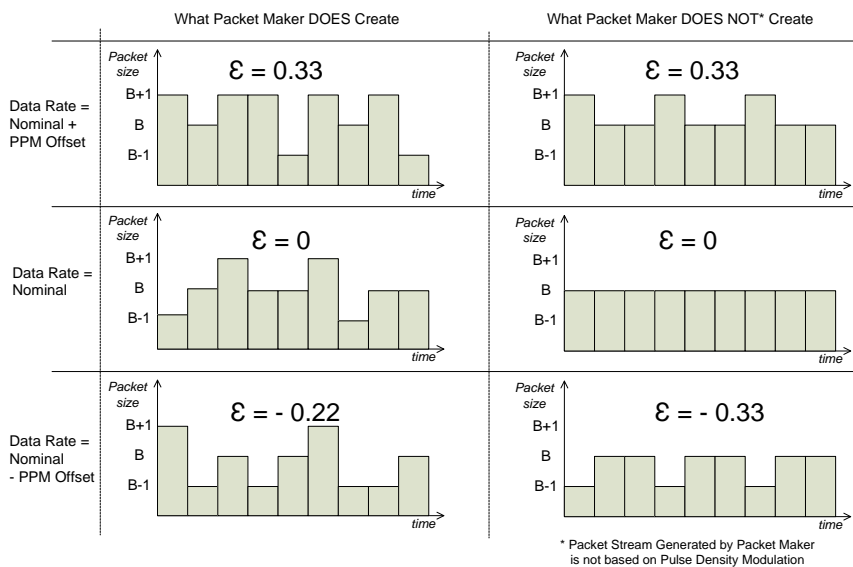 What Packet Maker DOES Create
What Packet Maker DOES NOT* Create
Data Rate =
Nominal +
PPM Offset
Packet
size
Ɛ = 0.33
B+1
B
B-1
time
Packet
size
Ɛ = 0.33
B+1
B
B-1
time
Data Rate =
Nominal
Packet
size
Ɛ = 0
B+1
B
B-1
time
Packet
size
Ɛ = 0
B+1
B
B-1
time
Data Rate =
Nominal
- PPM Offset
Packet
size
Ɛ = - 0.22
B+1
B
B-1
time
Packet
size
Ɛ = - 0.33
B+1
B
B-1
time
* Packet Stream Generated by Packet Maker
is not based on Pulse Density Modulation